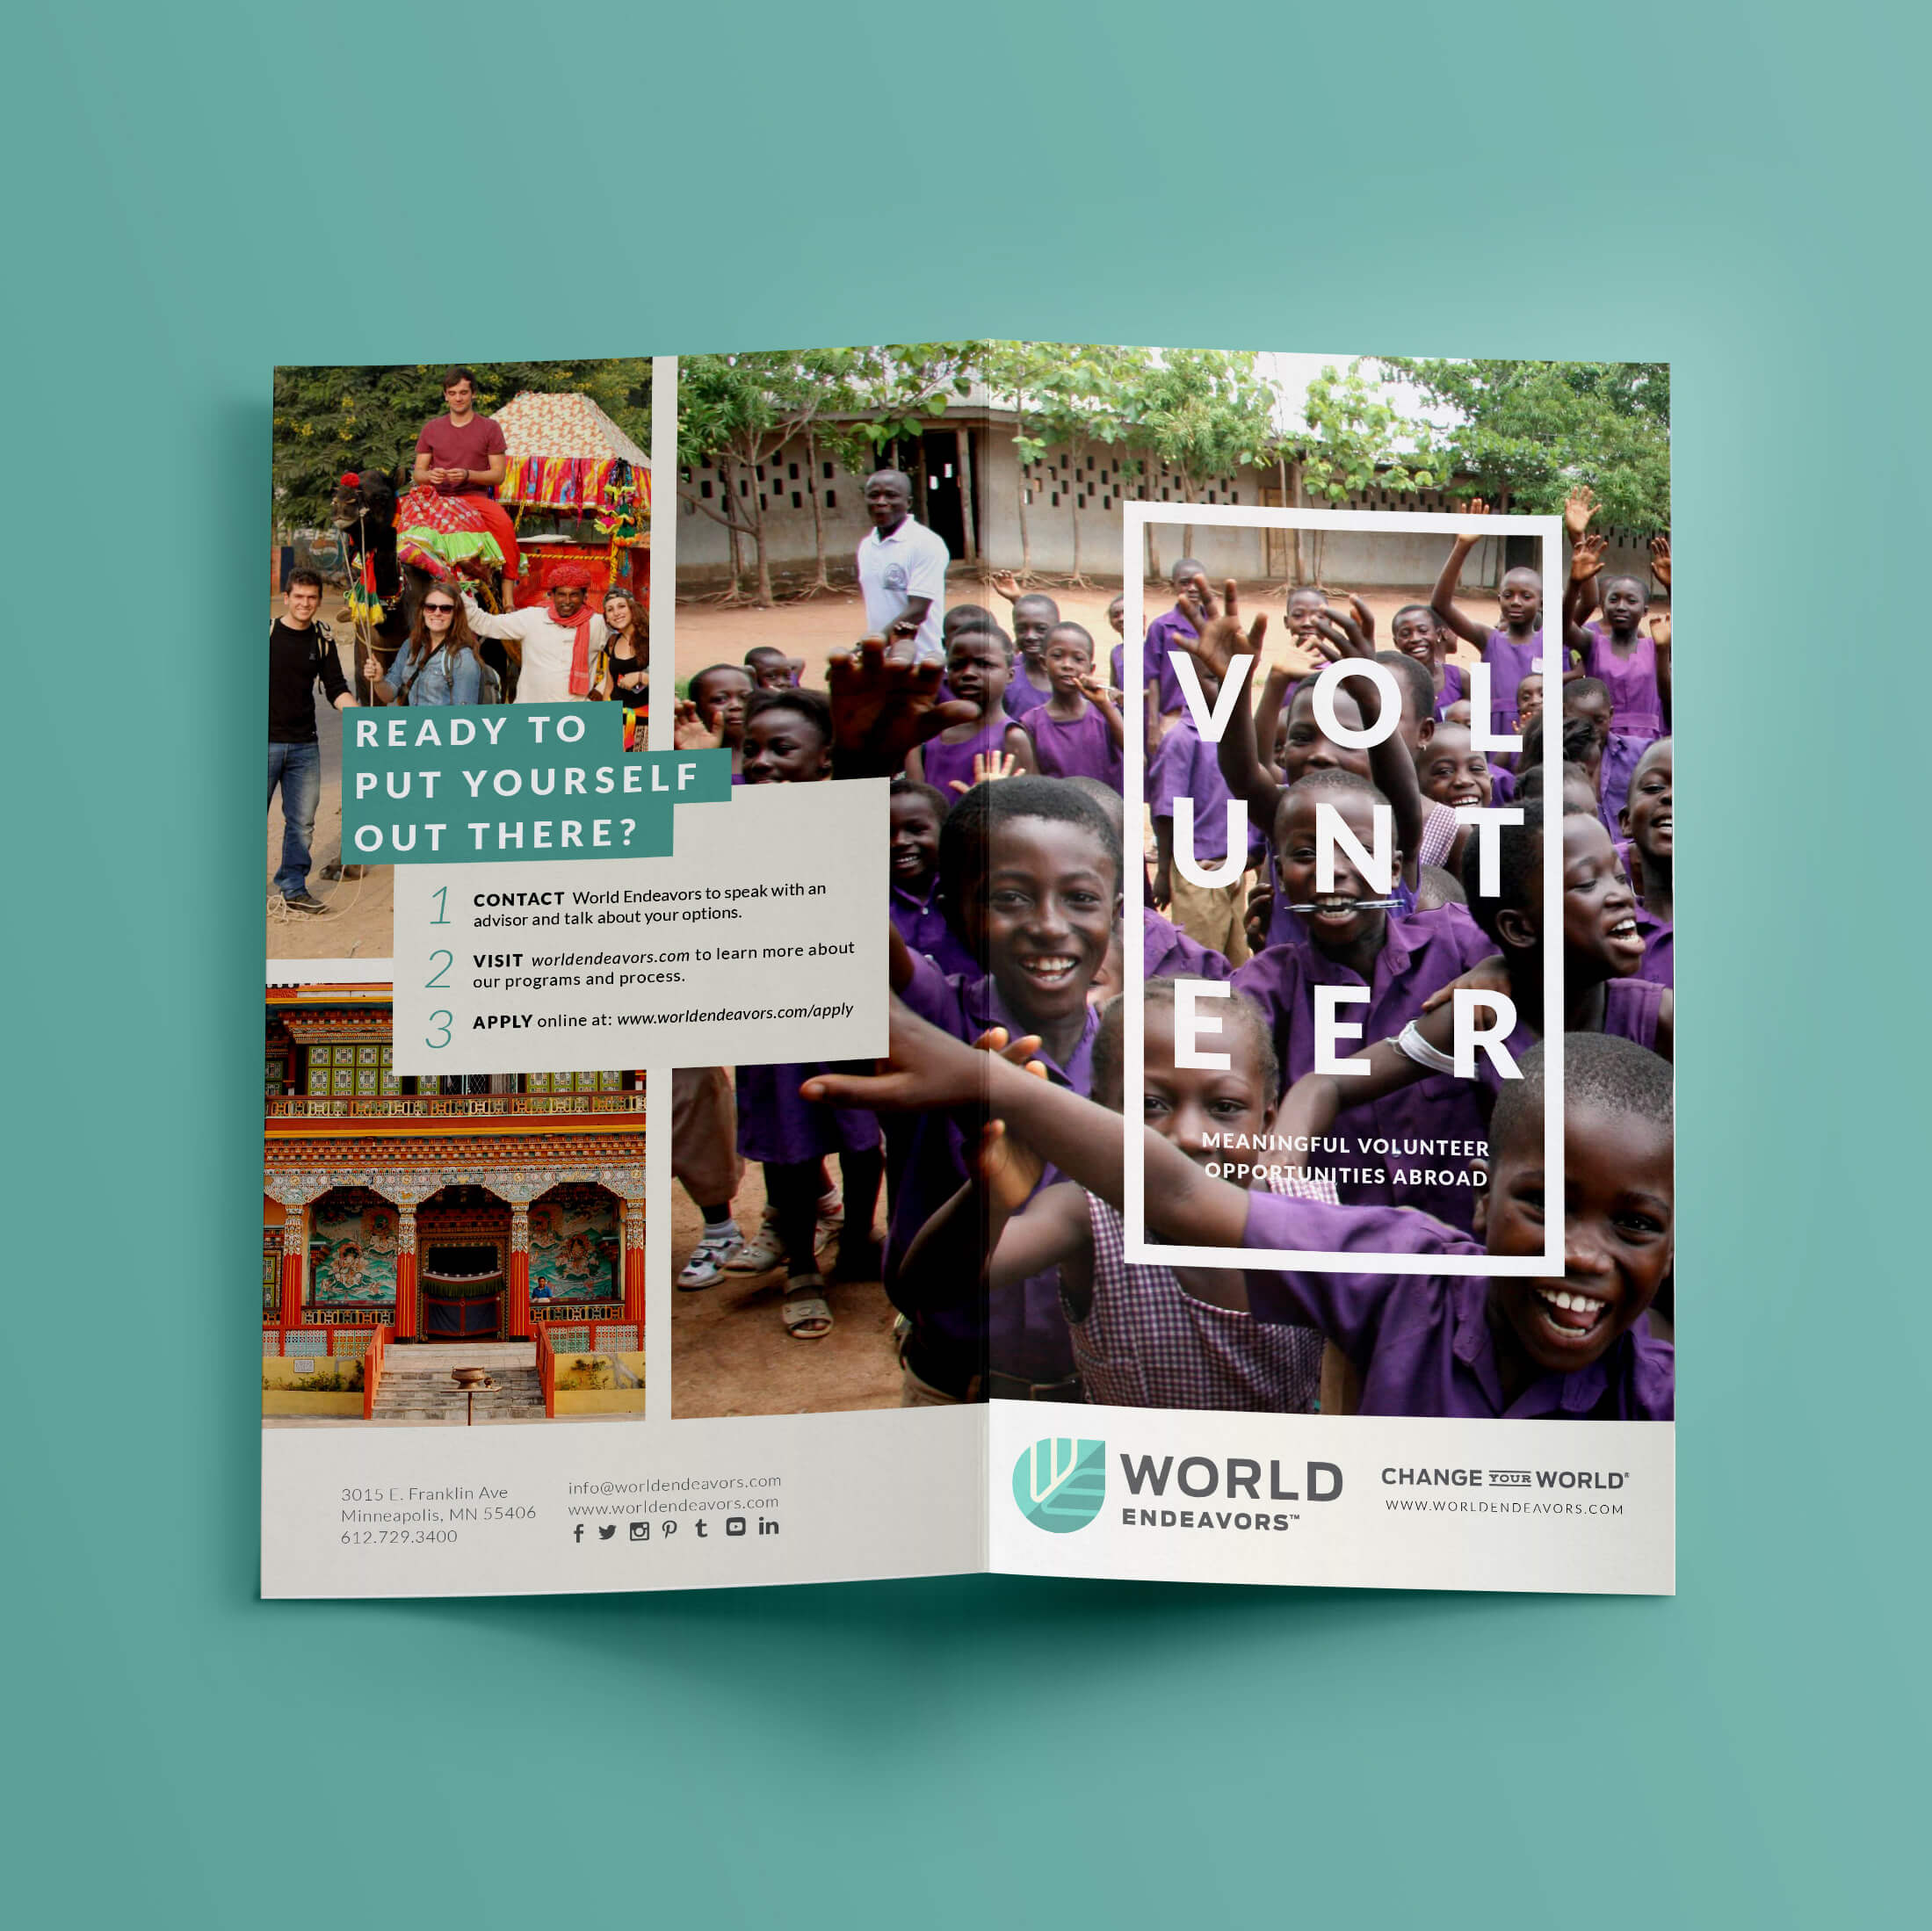 PEPSI
READY TO
PUT YOURSELF
OUT THERE?
1 CONTACT World Endeavors to speak with an
advisor and talk about your options.
2 VISIT worldendeavors.com to learn more about
our programs and process.
3 APPLY online at: www.worldendeavors.com/apply
3015 E. Franklin Ave
Minneapolis, MN 55406
612.729.3400
info@worldendeavors.com
www.worldendeavors.com
VOL
UNT
EER
MEANINGFUL VOLUNTEER
OPPORTUNITIES ABROAD
WORLD
ENDEAVORS™
CHANGE YOUR WORLD®
WWW.WORLDENDEAVORS.COM